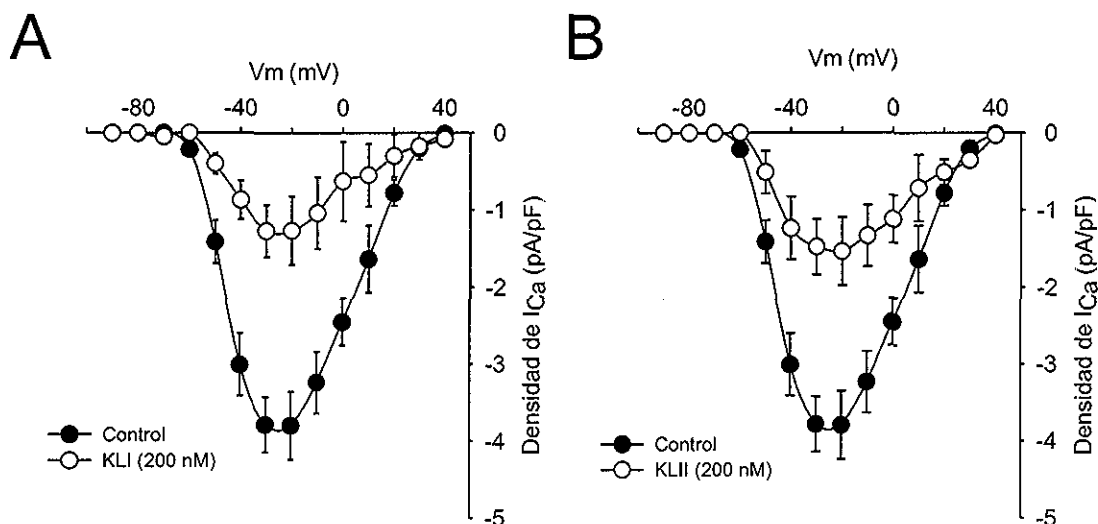 A
Vm (mV)
-80 -40 0 40
0
-1
-2
-3
-4
-5
Densidad de ICa (pA/pF)
Control
KLI (200 nM)
B
Vm (mV)
-80 -40 0 40
0
-1
-2
-3
-4
-5
Densidad de ICa (pA/pF)
Control
KLII (200 nM)